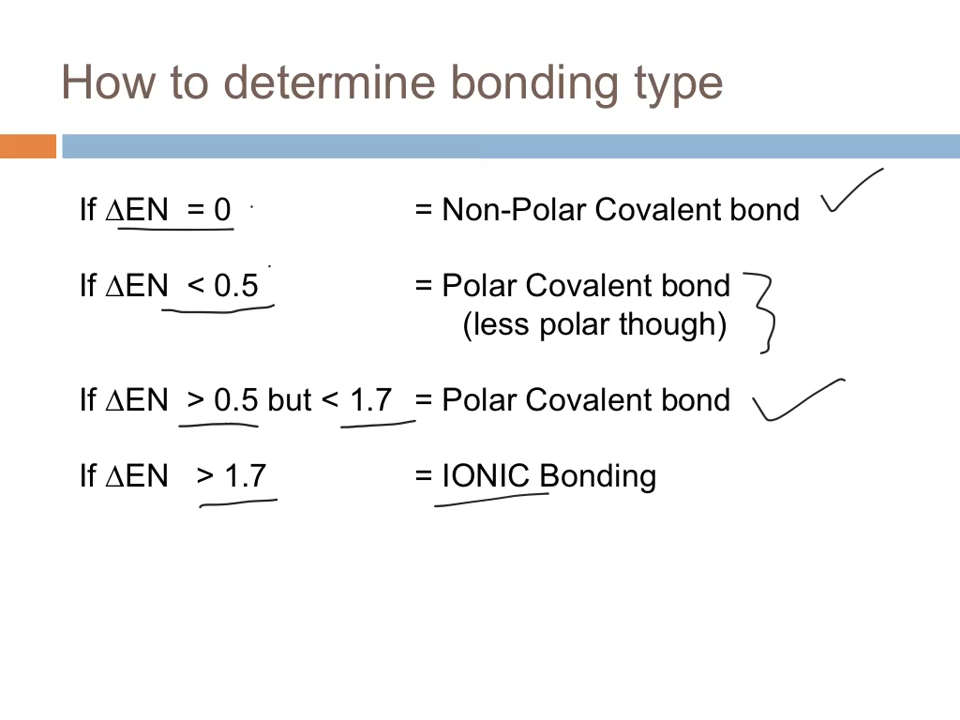 How to determine bonding type
If ∆EN = 0 = Non-Polar Covalent bond
If ∆EN < 0.5 = Polar Covalent bond
(less polar though)
If ∆EN > 0.5 but < 1.7 = Polar Covalent bond
If ∆EN > 1.7 = IONIC Bonding